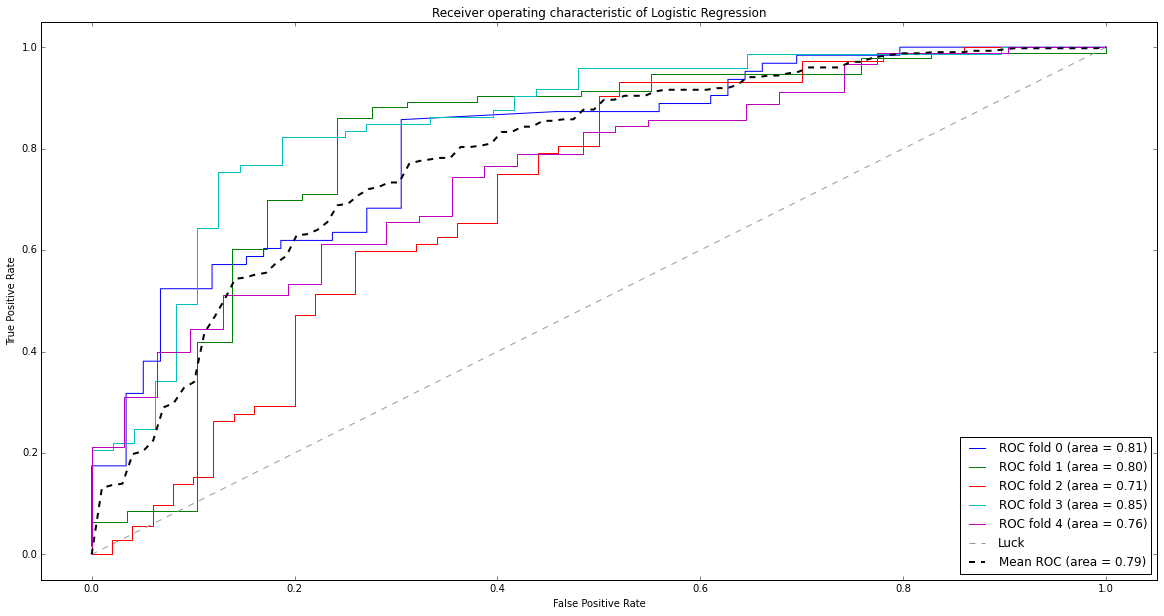 Receiver operating characteristic of Logistic Regression
1.0
0.8
0.6
0.4
0.2
0.0
True Positive Rate
0.0 0.2 0.4 0.6 0.8 1.0
False Positive Rate
ROC fold 0 (area = 0.81)
ROC fold 1 (area = 0.80)
ROC fold 2 (area = 0.71)
ROC fold 3 (area = 0.85)
ROC fold 4 (area = 0.76)
Luck
Mean ROC (area = 0.79)